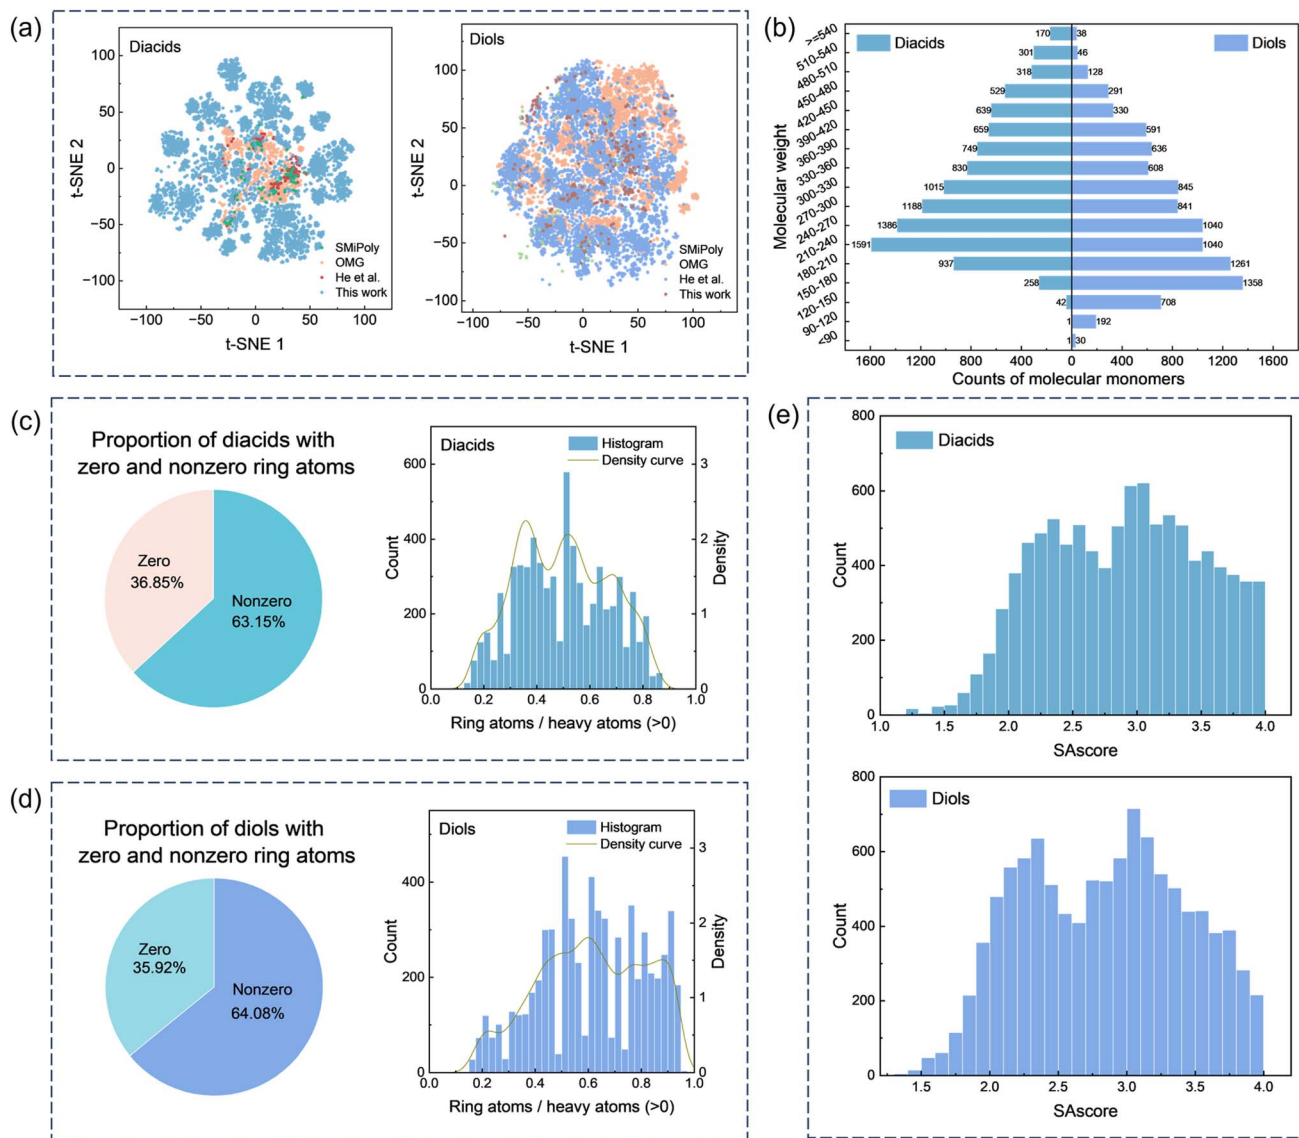 (a)
Diacids
t-SNE 2
100
50
0
−50
−100
−100
−50
0
50
100
t-SNE 1
SMiPoly
OMG
He et al.
This work
Diols
t-SNE 2
100
50
0
−50
−100
−100
−50
0
50
100
t-SNE 1
SMiPoly
OMG
He et al.
This work
(b)
Diacids
Diols
Molecular weight
>=540
510-540
480-510
450-480
420-450
390-420
360-390
330-360
300-330
270-300
240-270
210-240
180-210
150-180
120-150
90-120
<90
170 38
301 46
318 128
529 291
639 330
659 591
749 636
830 608
1015 845
1188 841
1386 1040
1591 1040
937 1261
258 1358
42 708
1 192
1 30
1600 1200 800 400 0 400 800 1200 1600
Counts of molecular monomers
(c)
Proportion of diacids with
zero and nonzero ring atoms
Zero
36.85%
Nonzero
63.15%
Diacids
Histogram
Density curve
Count
600
400
200
0
Density
3
2
1
0
0.0 0.2 0.4 0.6 0.8 1.0
Ring atoms / heavy atoms (>0)
(d)
Proportion of diols with
zero and nonzero ring atoms
Zero
35.92%
Nonzero
64.08%
Diols
Histogram
Density curve
Count
400
200
0
Density
3
2
1
0
0.0 0.2 0.4 0.6 0.8 1.0
Ring atoms / heavy atoms (>0)
(e)
Diacids
Count
800
600
400
200
0
1.0 1.5 2.0 2.5 3.0 3.5 4.0
SAscore
Diols
Count
800
600
400
200
0
1.5 2.0 2.5 3.0 3.5 4.0
SAscore